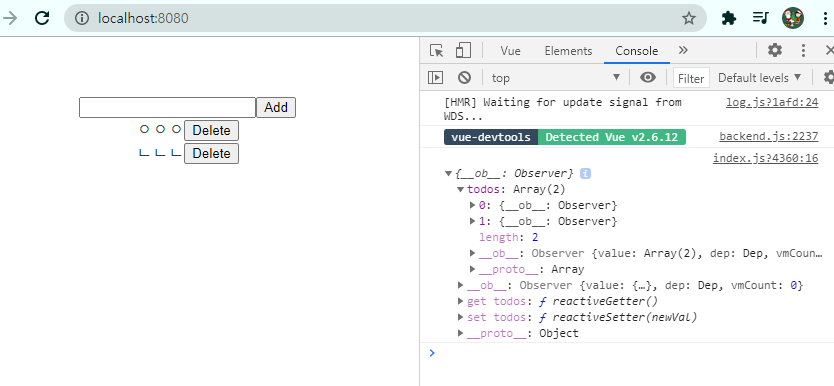 localhost:8080
Add
ㅇㅇㅇ Delete
ㄴㄴㄴ Delete
Vue Elements Console »
top Filter Default levels ▼
[HMR] Waiting for update signal from WDS... log.js?1afd:24
vue-devtools Detected Vue v2.6.12 backend.js:2237
index.js?4360:16
▼{__ob__: Observer} i
▼todos: Array(2)
▶0: {__ob__: Observer}
▶1: {__ob__: Observer}
length: 2
▶__ob__: Observer {value: Array(2), dep: Dep, vmCoun…
▶__proto__: Array
▶__ob__: Observer {value: {…}, dep: Dep, vmCount: 0}
▶get todos: ƒ reactiveGetter()
▶set todos: ƒ reactiveSetter(newVal)
▶__proto__: Object